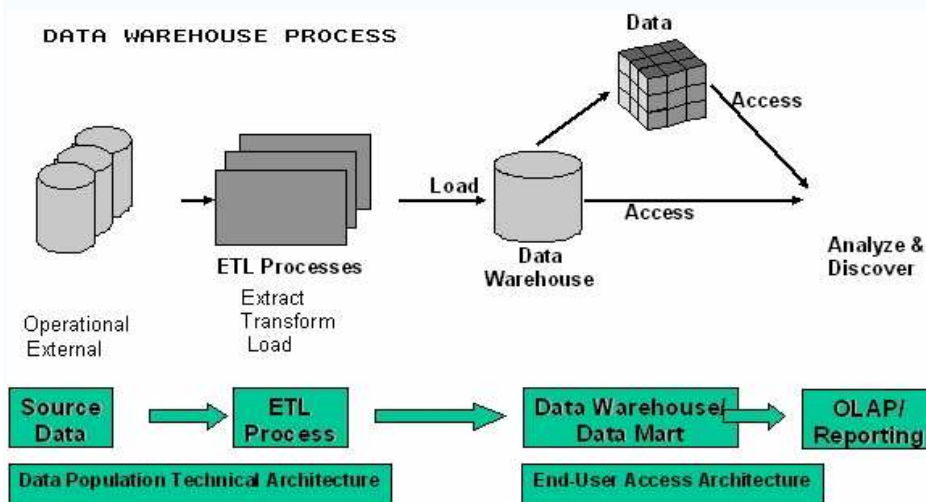 DATA WAREHOUSE PROCESS
Data
Access
Load
Access
Data
Warehouse
Analyze &
Discover
ETL Processes
Extract
Transform
Load
Operational
External
Source
Data
ETL
Process
Data Warehouse/
Data Mart
OLAP/
Reporting
Data Population Technical Architecture
End-User Access Architecture